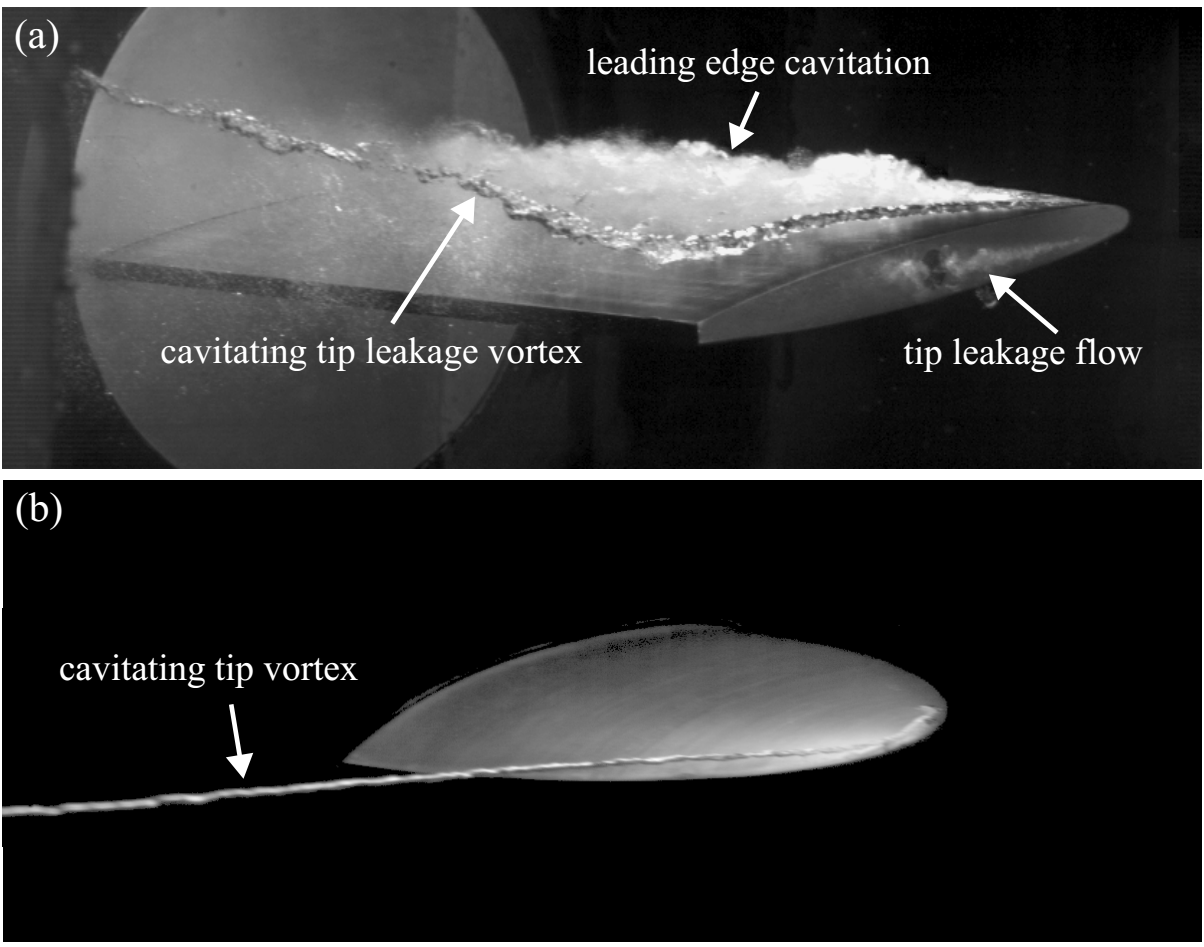 (a)
leading edge cavitation
cavitating tip leakage vortex
tip leakage flow
(b)
cavitating tip vortex